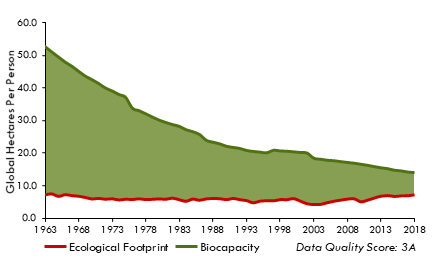 60.0
50.0
40.0
30.0
20.0
10.0
0.0
Global Hectares Per Person
1963 1968 1973 1978 1983 1988 1993 1998 2003 2008 2013 2018
Ecological Footprint Biocapacity Data Quality Score: 3A